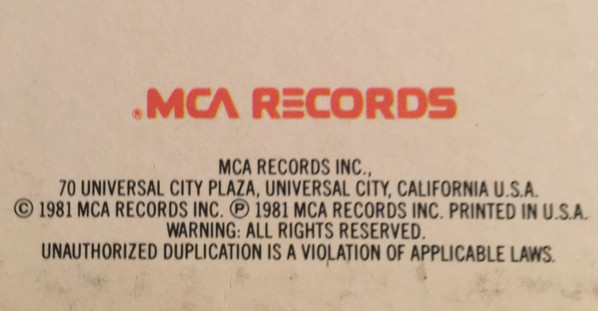 ® MCA RECORDS
MCA RECORDS INC.,
70 UNIVERSAL CITY PLAZA, UNIVERSAL CITY, CALIFORNIA U.S.A.
© 1981 MCA RECORDS INC. ℗ 1981 MCA RECORDS INC. PRINTED IN U.S.A.
WARNING: ALL RIGHTS RESERVED.
UNAUTHORIZED DUPLICATION IS A VIOLATION OF APPLICABLE LAWS.